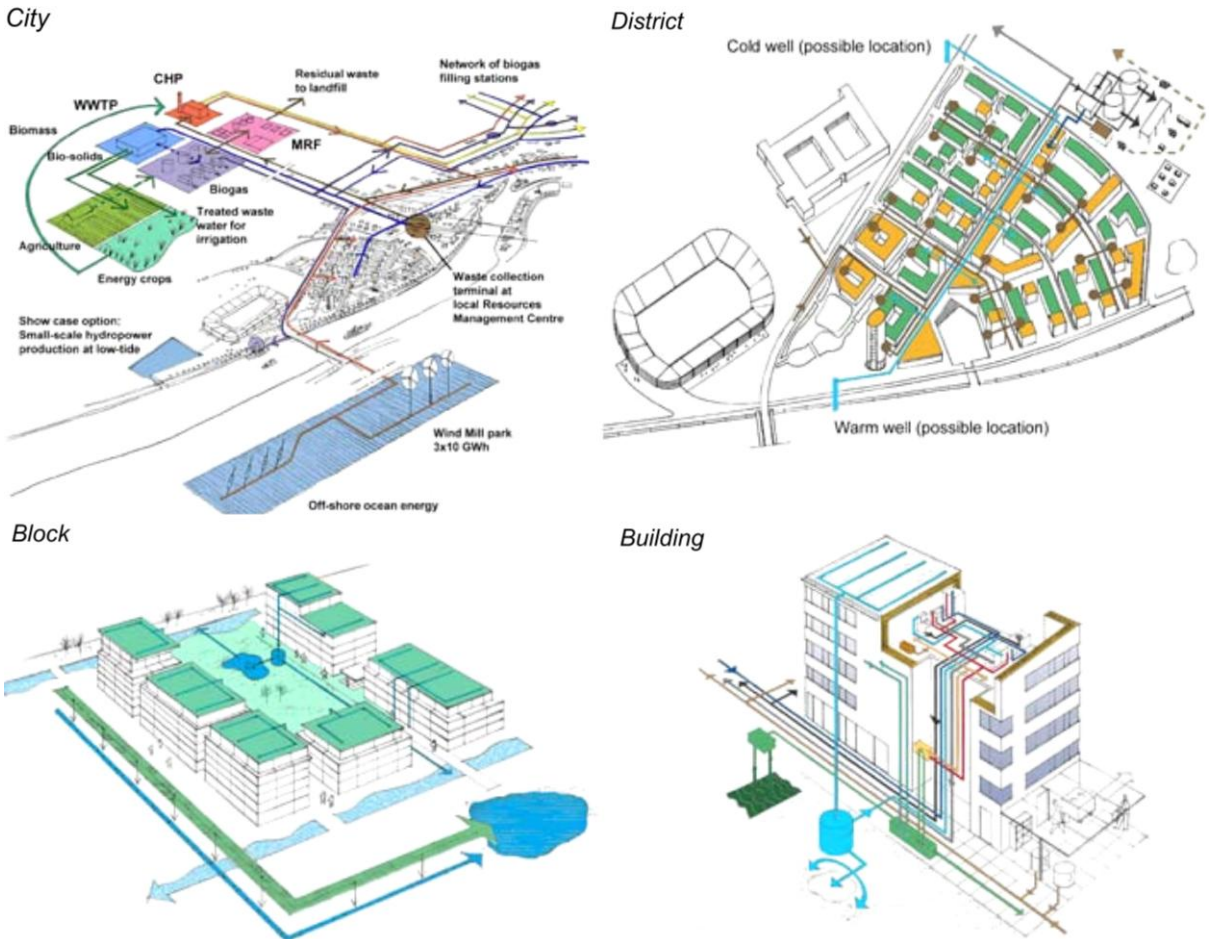 City
CHP
Residual waste
to landfill
Network of biogas
filling stations
WWTP
Biomass
MRF
Bio-solids
Biogas
Treated waste
water for
irrigation
Agriculture
Energy crops
Waste collection
terminal at
local Resources
Management Centre
Show case option:
Small-scale hydropower
production at low-tide
Wind Mill park
3x10 GWh
Off-shore ocean energy
District
Cold well (possible location)
Warm well (possible location)
Block
Building